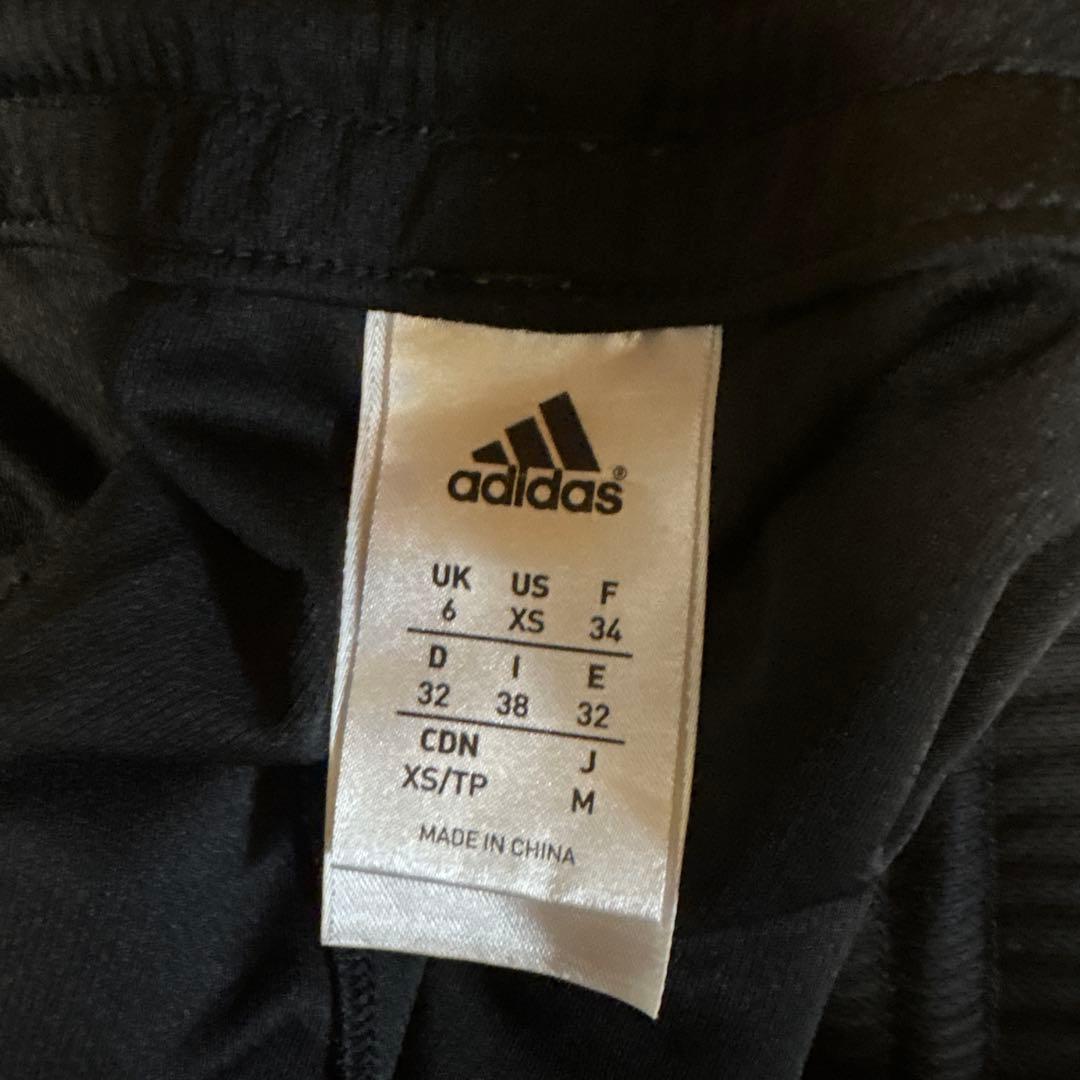 adidas®
UK US F
6 XS 34
D I E
32 38 32
CDN J
XS/TP M
MADE IN CHINA